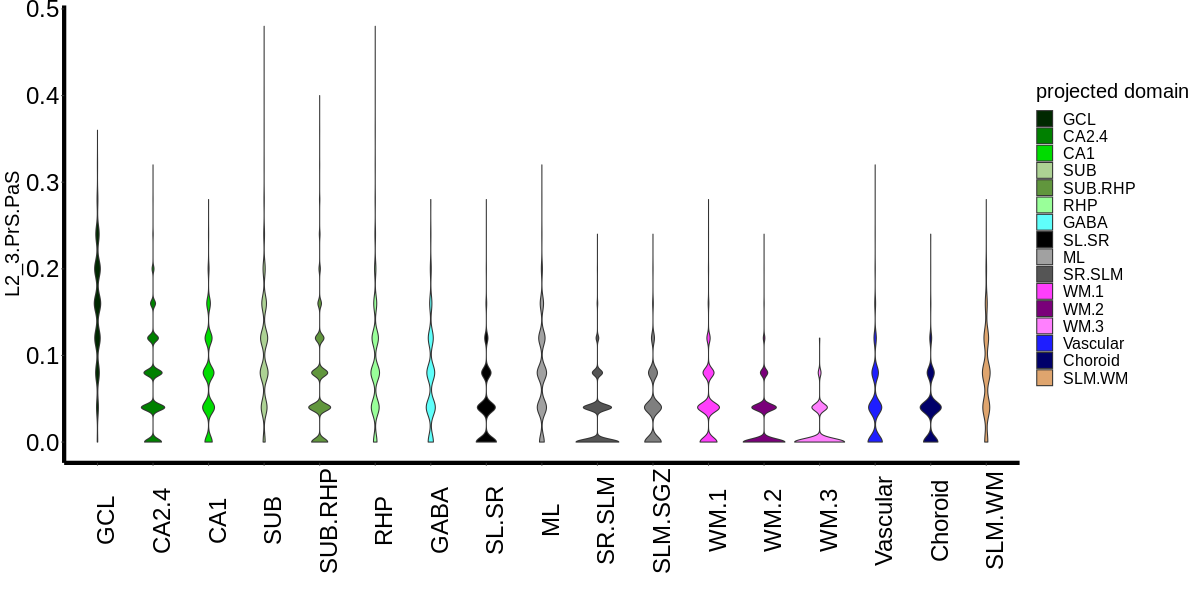 L2_3.PrS.PaS
0.5
0.4
0.3
0.2
0.1
0.0
GCL
CA2.4
CA1
SUB
SUB.RHP
RHP
GABA
SL.SR
ML
SR.SLM
SLM.SGZ
WM.1
WM.2
WM.3
Vascular
Choroid
SLM.WM
projected domain
GCL
CA2.4
CA1
SUB
SUB.RHP
RHP
GABA
SL.SR
ML
SR.SLM
WM.1
WM.2
WM.3
Vascular
Choroid
SLM.WM